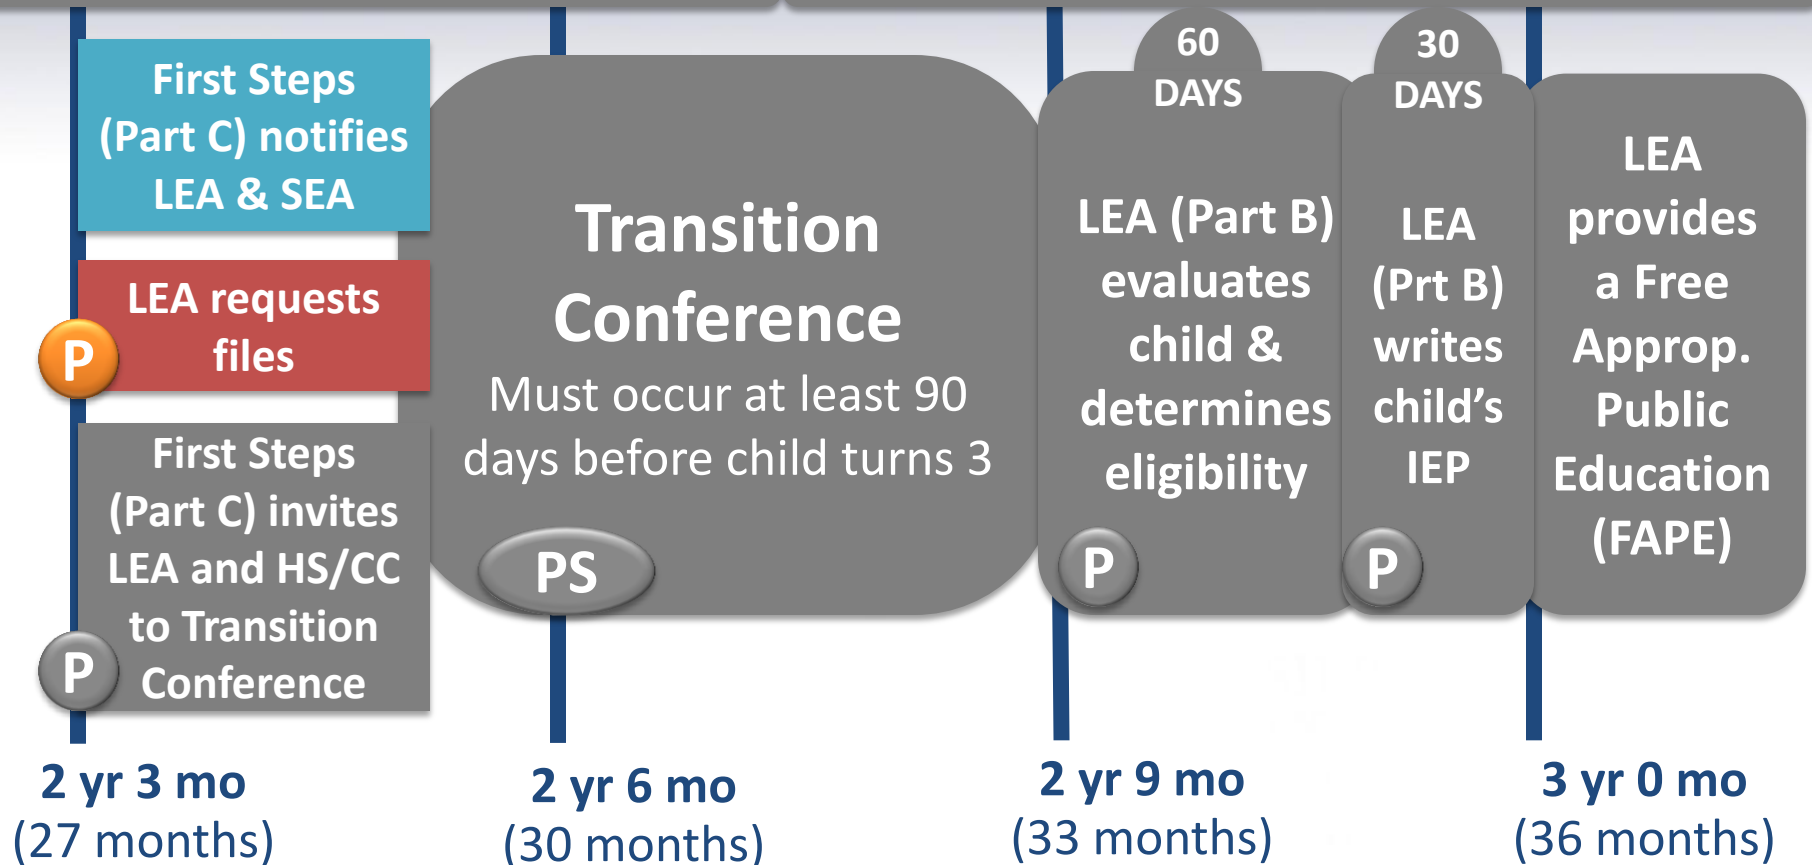 First Steps
(Part C) notifies
LEA & SEA
LEA requests
files
P
First Steps
(Part C) invites
LEA and HS/CC
to Transition
Conference
P
Transition
Conference
Must occur at least 90
days before child turns 3
PS
60
DAYS
LEA (Part B)
evaluates
child &
determines
eligibility
P
30
DAYS
LEA
(Prt B)
writes
child’s
IEP
P
LEA
provides
a Free
Approp.
Public
Education
(FAPE)
2 yr 3 mo
(27 months)
2 yr 6 mo
(30 months)
2 yr 9 mo
(33 months)
3 yr 0 mo
(36 months)